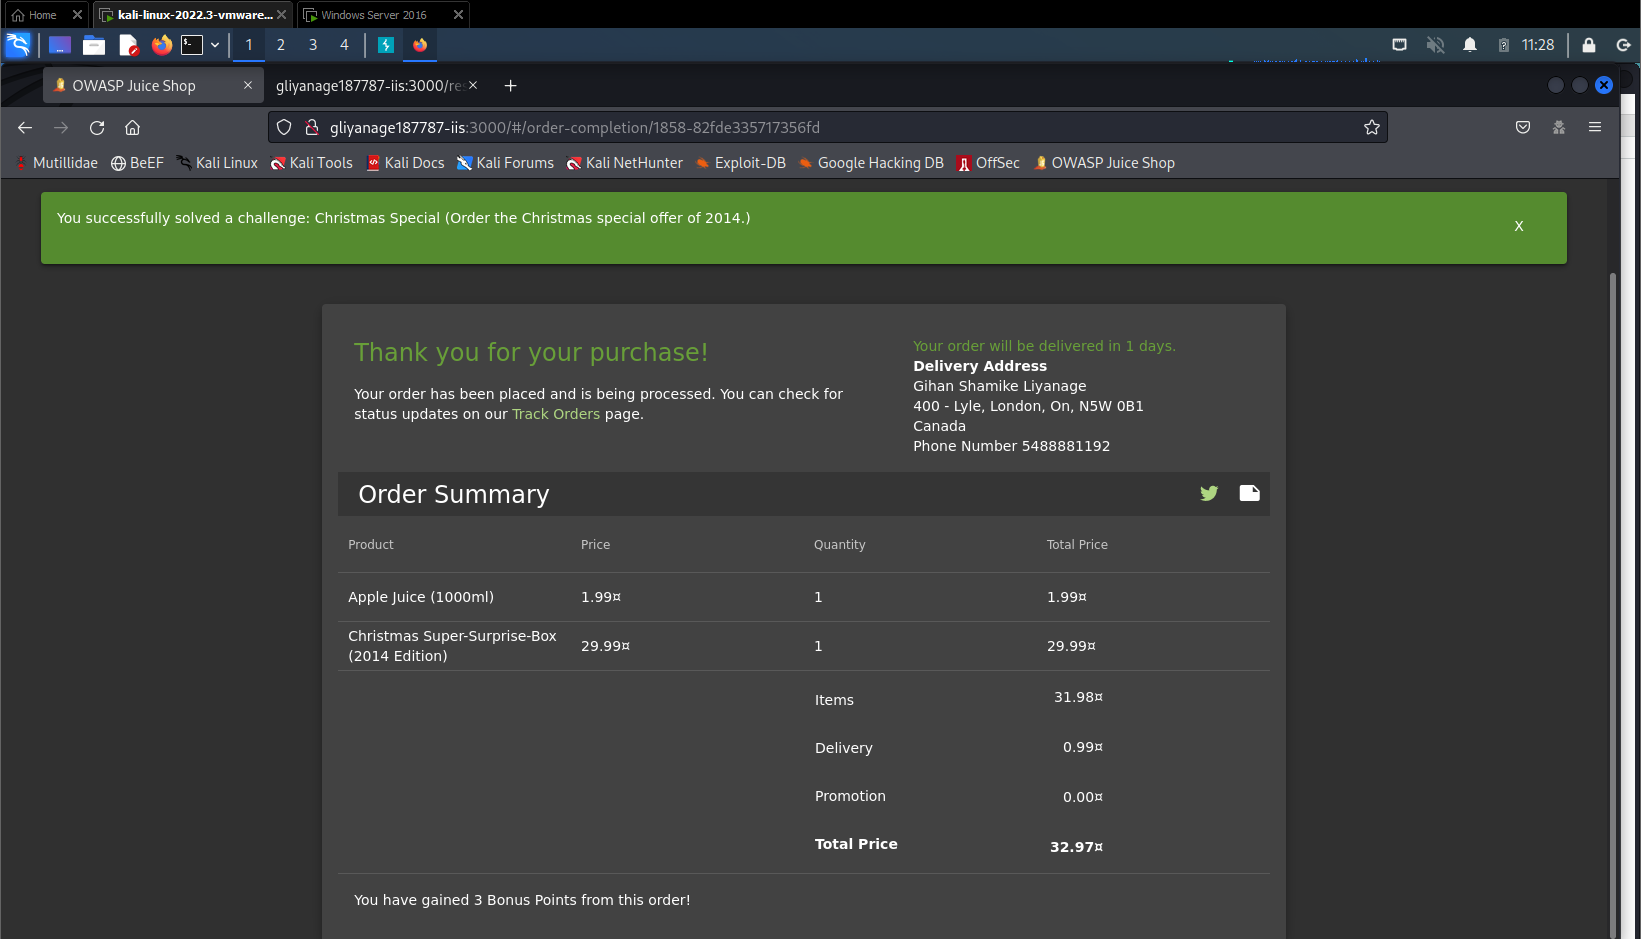 Home
kali-linux-2022.3-vmware...
Windows Server 2016
1 2 3 4
11:28
OWASP Juice Shop
gliyanage187787-iis:3000/res
gliyanage187787-iis:3000/#/order-completion/1858-82fde335717356fd
Mutillidae BeEF Kali Linux Kali Tools Kali Docs Kali Forums Kali NetHunter Exploit-DB Google Hacking DB OffSec OWASP Juice Shop
You successfully solved a challenge: Christmas Special (Order the Christmas special offer of 2014.)
X
Thank you for your purchase!
Your order has been placed and is being processed. You can check for
status updates on our Track Orders page.
Your order will be delivered in 1 days.
Delivery Address
Gihan Shamike Liyanage
400 - Lyle, London, On, N5W 0B1
Canada
Phone Number 5488881192
Order Summary
Product Price Quantity Total Price
Apple Juice (1000ml) 1.99¤ 1 1.99¤
Christmas Super-Surprise-Box
(2014 Edition) 29.99¤ 1 29.99¤
Items 31.98¤
Delivery 0.99¤
Promotion 0.00¤
Total Price 32.97¤
You have gained 3 Bonus Points from this order!